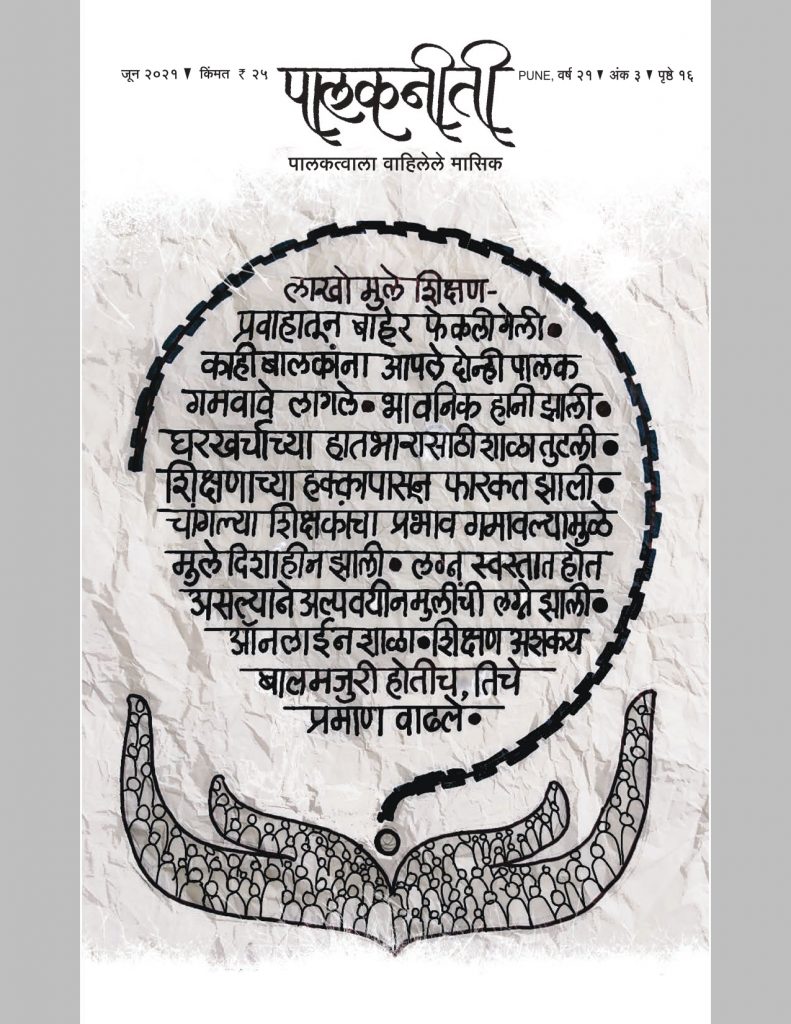 जून २०२१ ▼ किंमत ₹ २५
पालकनीती
PUNE, वर्ष २१ ▼ अंक ३ ▼ पृष्ठे १६
पालकत्वाला वाहिलेले मासिक
लाखो मुले शिक्षण-
प्रवाहातून बाहेर फेकली गेली •
काही बालकांना आपले दोन्ही पालक
गमवावे लागले • भावनिक हानी झाली •
घरखर्चाच्या हातभारासाठी शाळा तुटली •
शिक्षणाच्या हक्कापासून फारकत झाली •
चांगल्या शिक्षकांचा प्रभाव गमावल्यामुळे
मुले दिशाहीन झाली • लग्न स्वस्तात होत
असल्याने अल्पवयीन मुलींची लग्ने झाली •
ऑनलाईन शाळा • शिक्षण अशक्य
बालमजुरी होतीच, तिचे
प्रमाण वाढले •